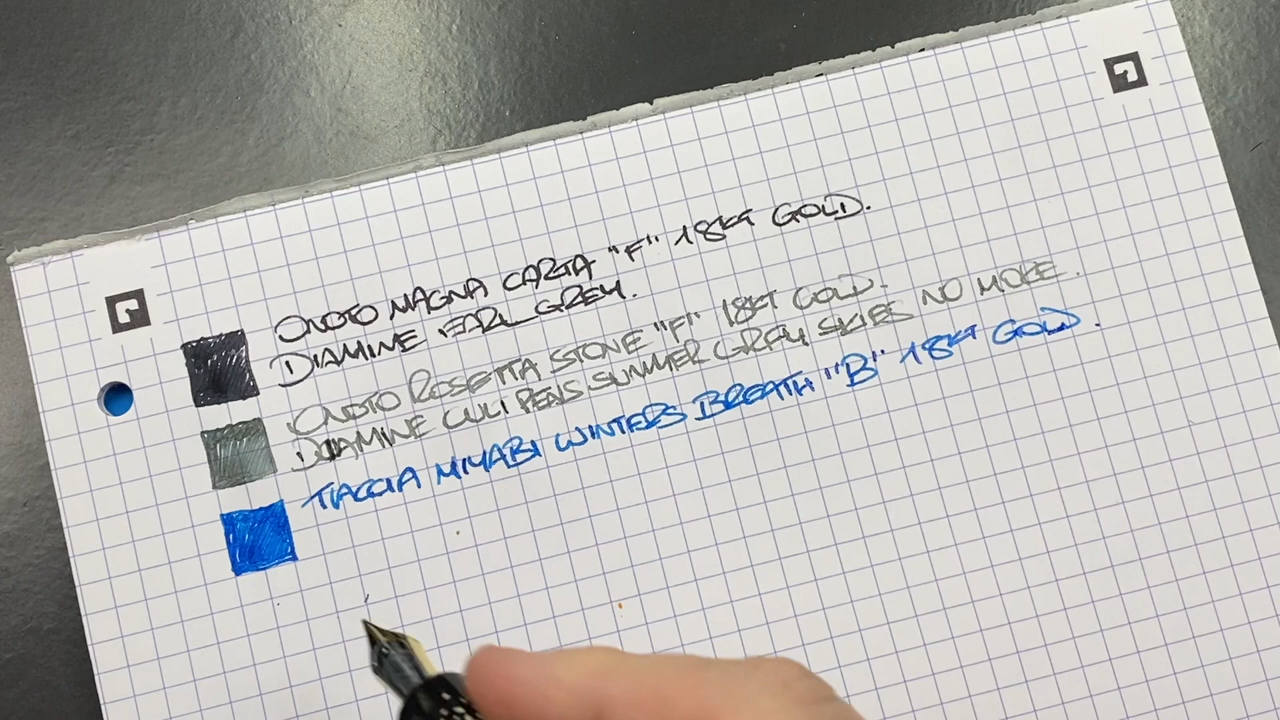 ONOTO MAGNA CARTA "F" 18KT GOLD.
DIAMINE EARL GREY.
ONOTO ROSETTA STONE "F" 18KT GOLD.
DIAMINE CULT PENS SUMMER GREY SKIES NO MORE.
TACCIA MIYABI WINTERS BREATH "B" 18KT GOLD.